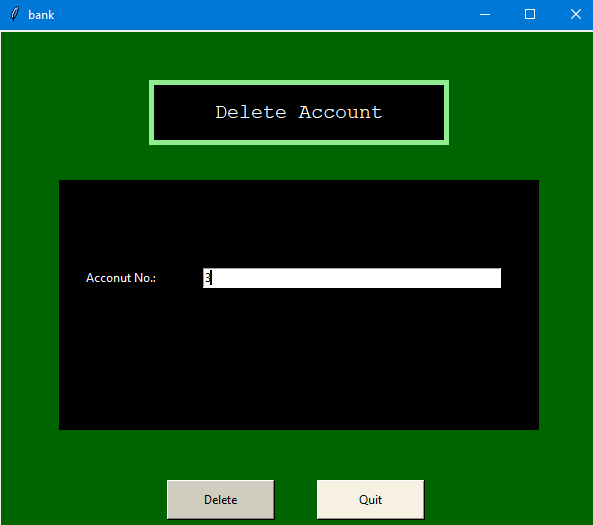 bank
Delete Account
Acconut No.:
3
Delete
Quit